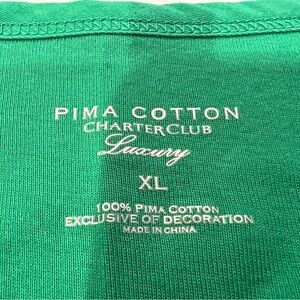 PIMA COTTON
CHARTER CLUB
Luxury
XL
100% PIMA COTTON
EXCLUSIVE OF DECORATION
MADE IN CHINA